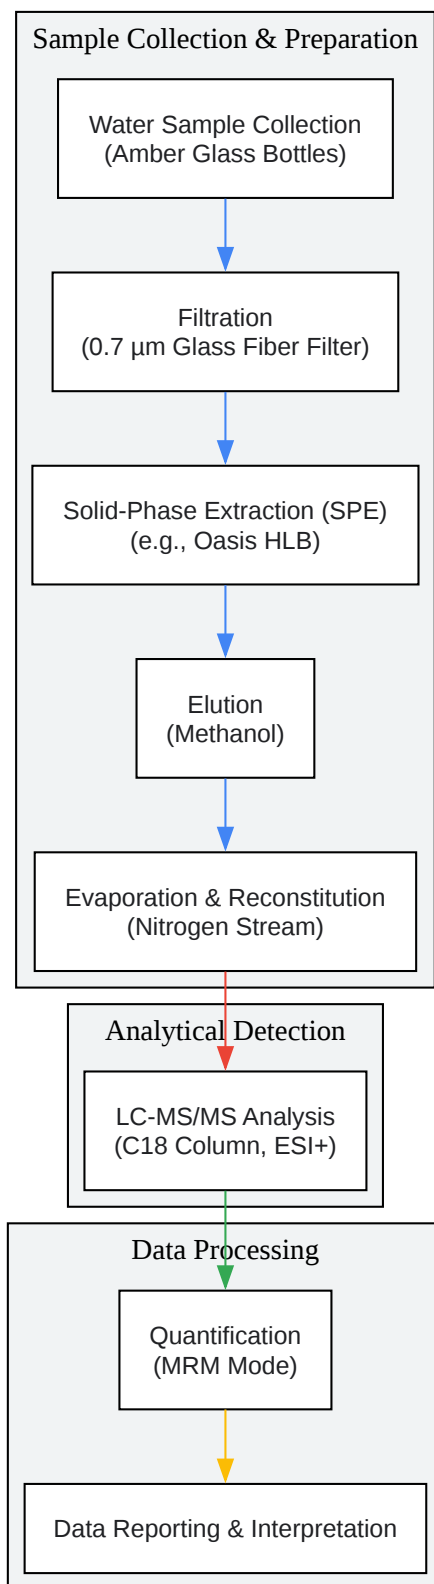 Sample Collection & Preparation
Water Sample Collection
(Amber Glass Bottles)
Filtration
(0.7 µm Glass Fiber Filter)
Solid-Phase Extraction (SPE)
(e.g., Oasis HLB)
Elution
(Methanol)
Evaporation & Reconstitution
(Nitrogen Stream)
Analytical Detection
LC-MS/MS Analysis
(C18 Column, ESI+)
Data Processing
Quantification
(MRM Mode)
Data Reporting & Interpretation